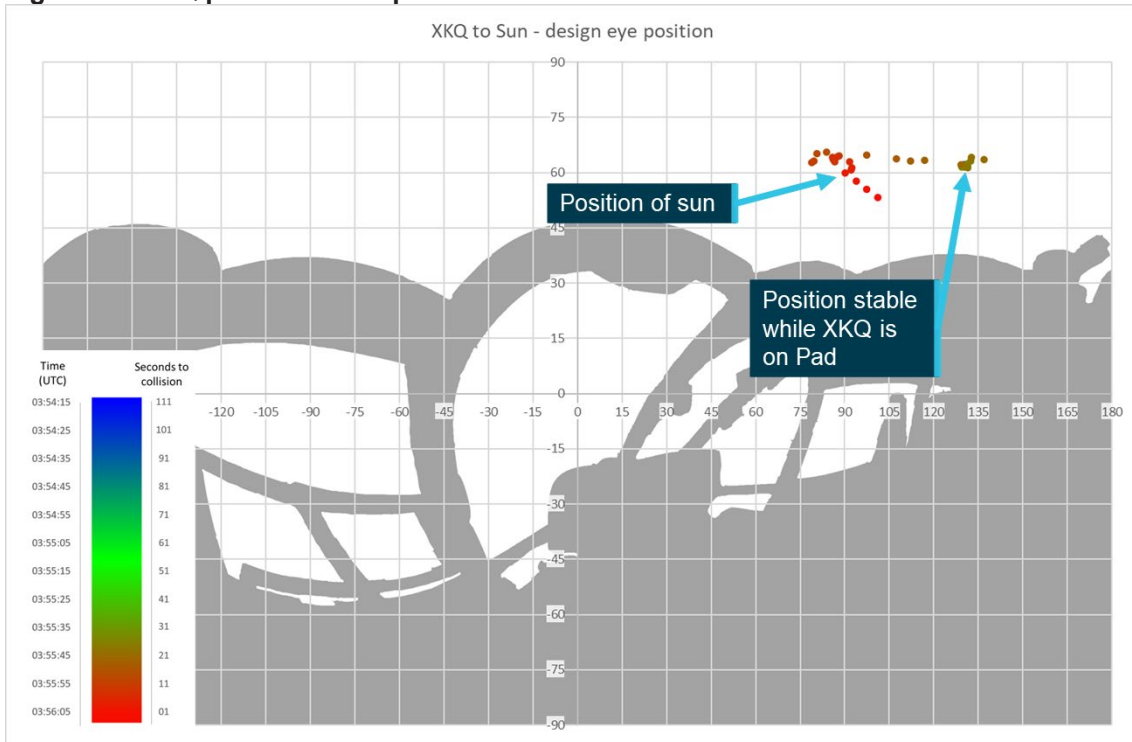 XKQ to Sun - design eye position
90
75
60
45
30
15
0
-15
-30
-45
-60
-75
-90
-120 -105 -90 -75 -60 -45 -30 -15 0 15 30 45 60 75 90 105 120 135 150 165 180
Position of sun
Position stable
while XKQ is
on Pad
Time
(UTC)
Seconds to
collision
03:54:15 111
03:54:25 101
03:54:35 91
03:54:45 81
03:54:55 71
03:55:05 61
03:55:15 51
03:55:25 41
03:55:35 31
03:55:45 21
03:55:55 11
03:56:05 01